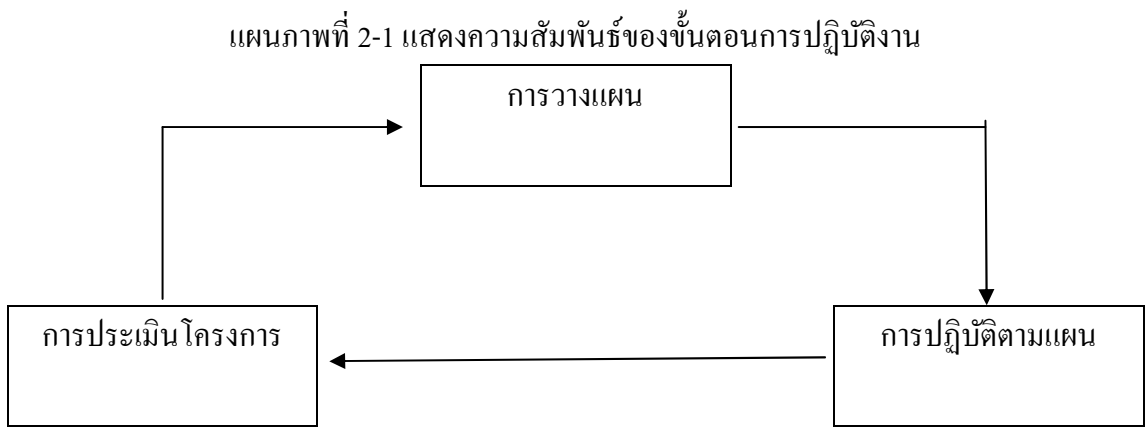 แผนภาพที่ 2-1 แสดงความสัมพันธ์ของขั้นตอนการปฏิบัติงาน
การวางแผน
การประเมินโครงการ
การปฏิบัติตามแผน